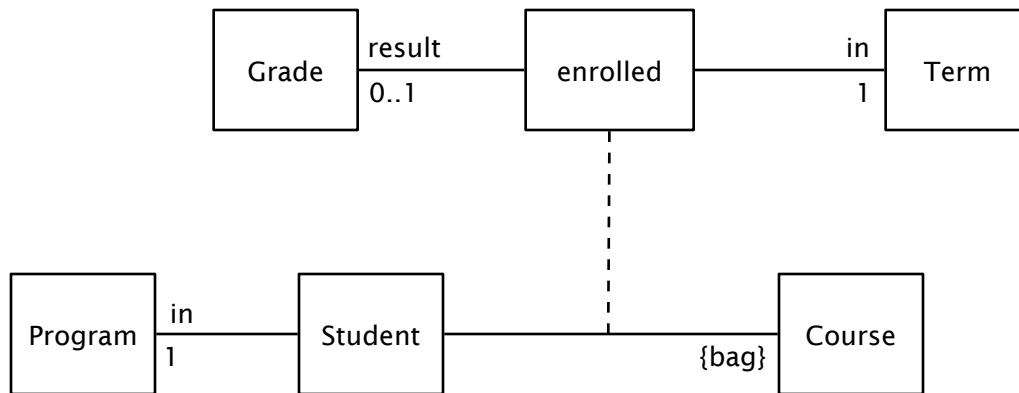 Grade
result
0..1
enrolled
in
1
Term
Program
in
1
Student
{bag}
Course